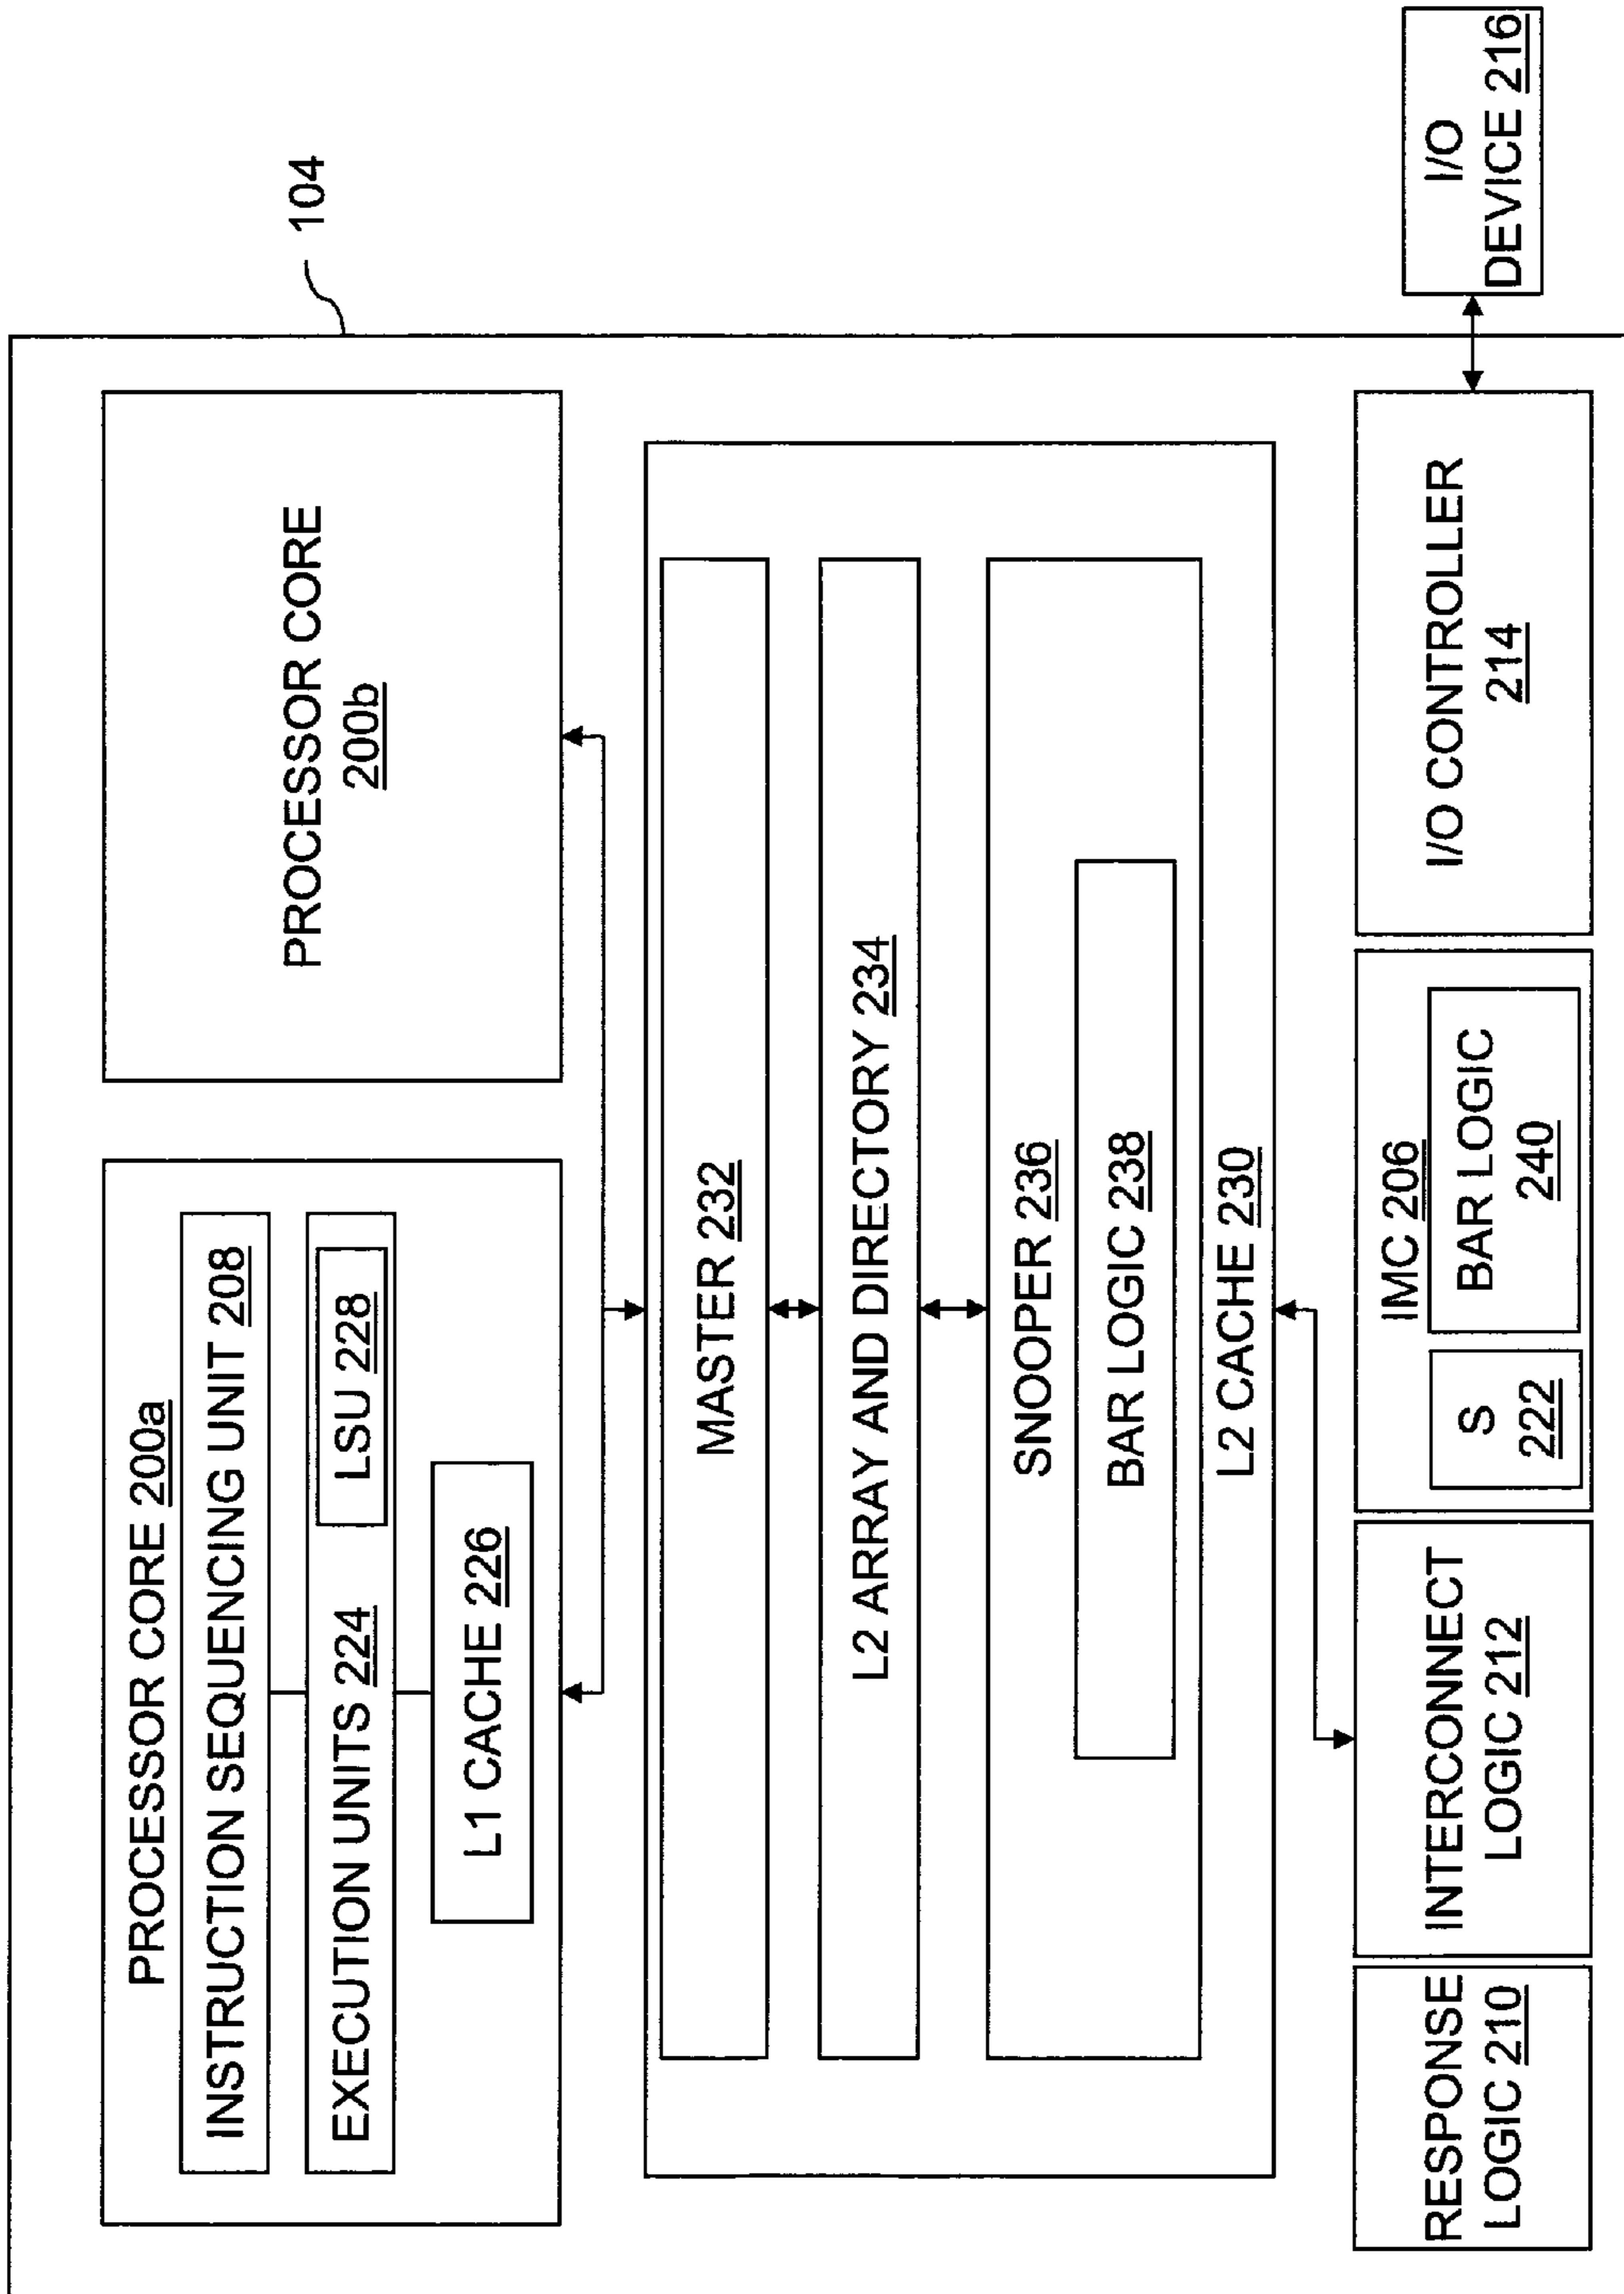 104
PROCESSOR CORE 200a
INSTRUCTION SEQUENCING UNIT 208
EXECUTION UNITS 224
LSU 228
L1 CACHE 226
PROCESSOR CORE
200b
MASTER 232
L2 ARRAY AND DIRECTORY 234
SNOOPER 236
BAR LOGIC 238
L2 CACHE 230
RESPONSE
LOGIC 210
INTERCONNECT
LOGIC 212
IMC 206
S
222
BAR LOGIC
240
I/O CONTROLLER
214
I/O
DEVICE 216